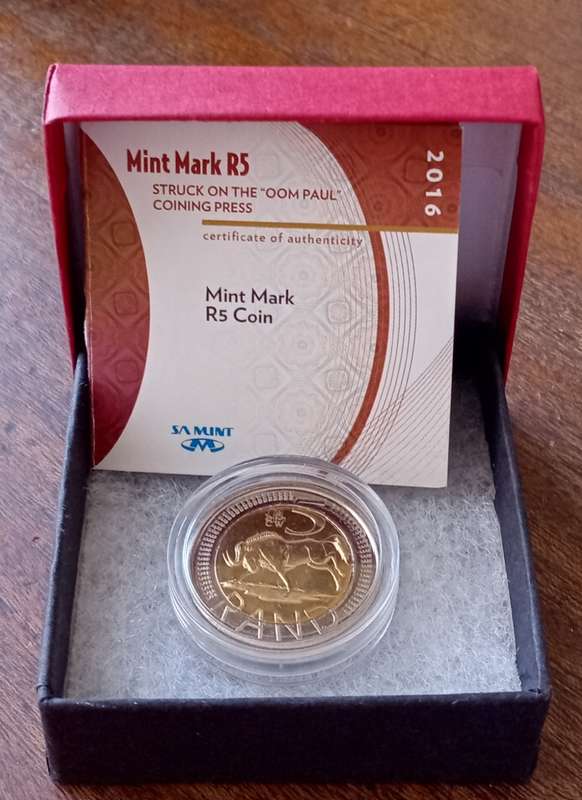 Mint Mark R5
STRUCK ON THE "OOM PAUL"
COINING PRESS
2016
certificate of authenticity
Mint Mark
R5 Coin
SA MINT
5
RAND